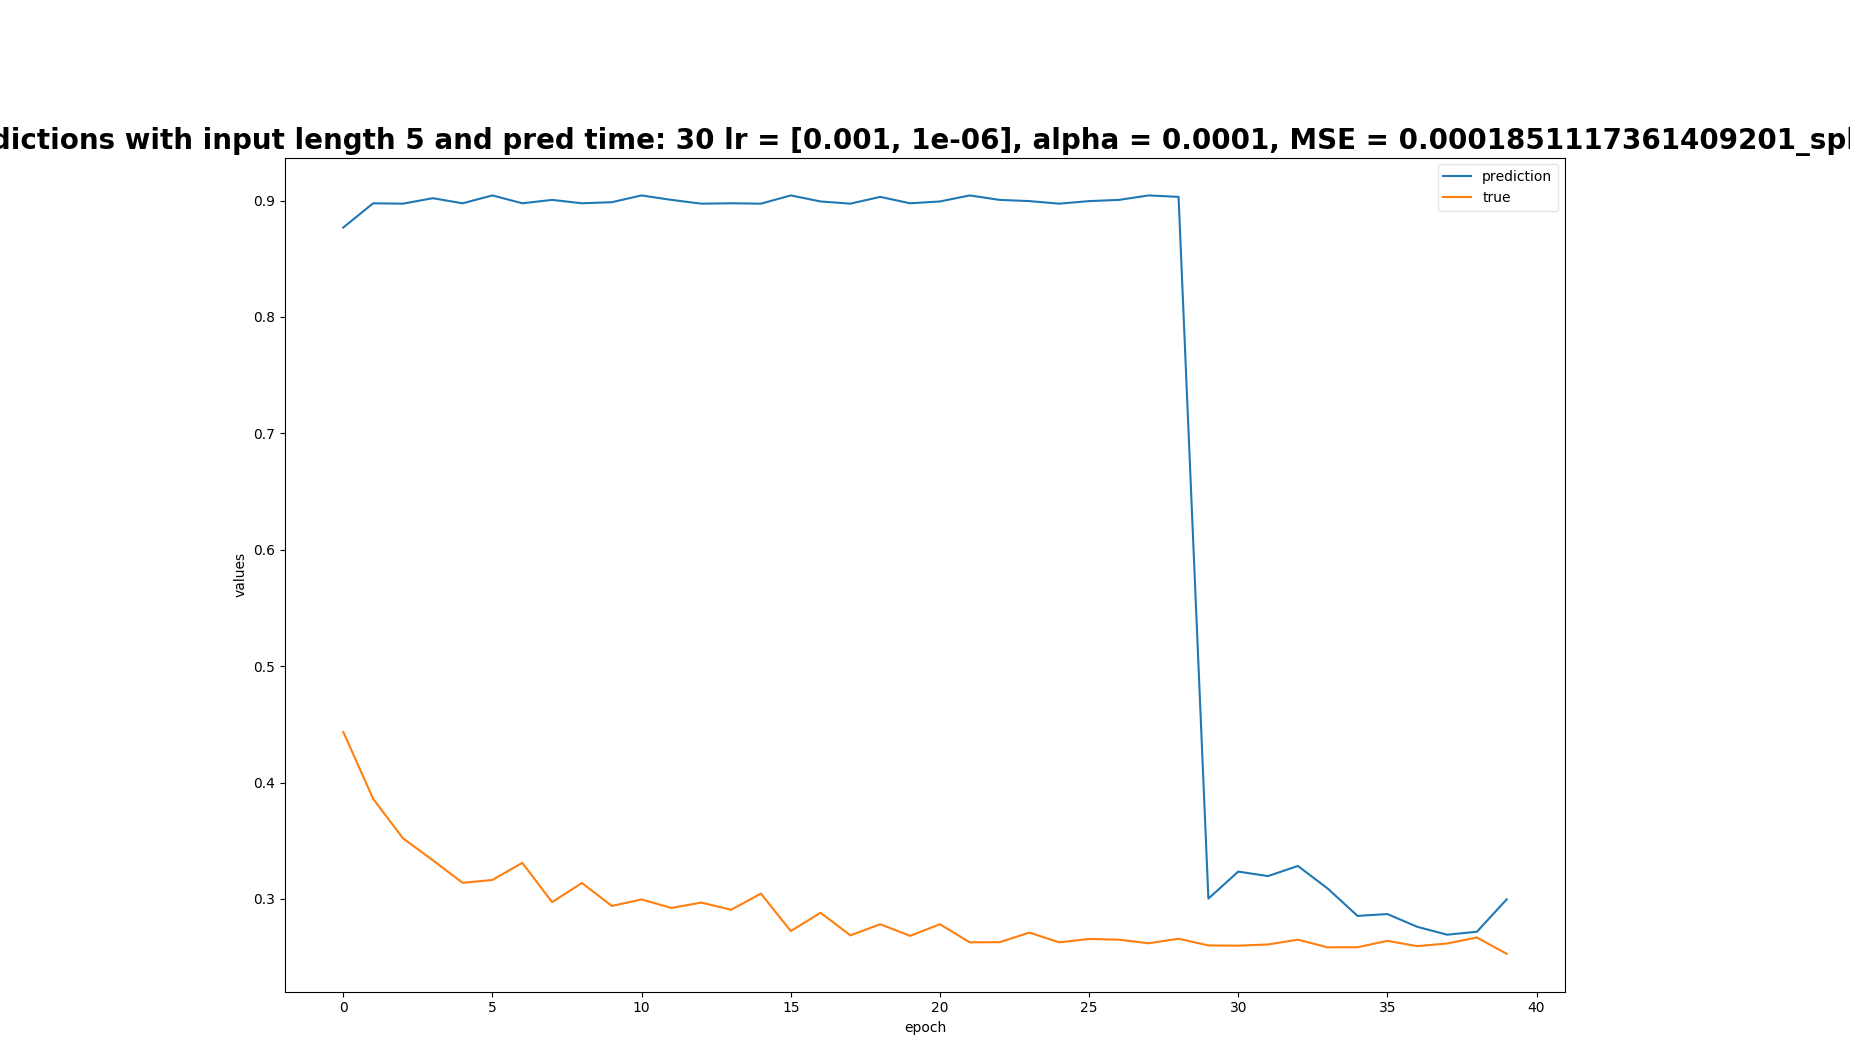 dictions with input length 5 and pred time: 30 lr = [0.001, 1e-06], alpha = 0.0001, MSE = 0.0001851117361409201_spl
prediction
true
0.9
0.8
0.7
0.6
0.5
0.4
0.3
values
0 5 10 15 20 25 30 35 40
epoch